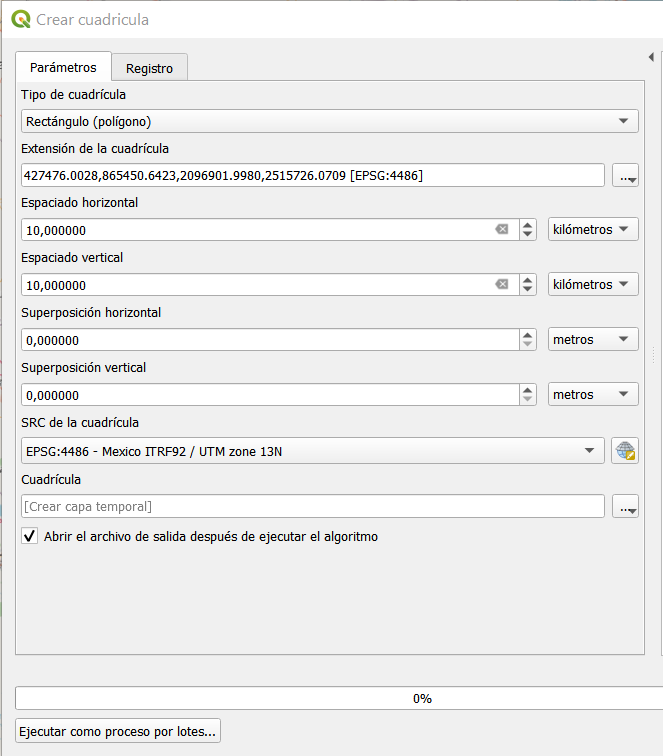 Crear cuadricula
Parámetros
Registro
Tipo de cuadrícula
Rectángulo (polígono)
Extensión de la cuadrícula
427476.0028,865450.6423,2096901.9980,2515726.0709 [EPSG:4486]
...
Espaciado horizontal
10,000000
kilómetros
Espaciado vertical
10,000000
kilómetros
Superposición horizontal
0,000000
metros
Superposición vertical
0,000000
metros
SRC de la cuadrícula
EPSG:4486 - Mexico ITRF92 / UTM zone 13N
Cuadrícula
[Crear capa temporal]
...
Abrir el archivo de salida después de ejecutar el algoritmo
0%
Ejecutar como proceso por lotes...